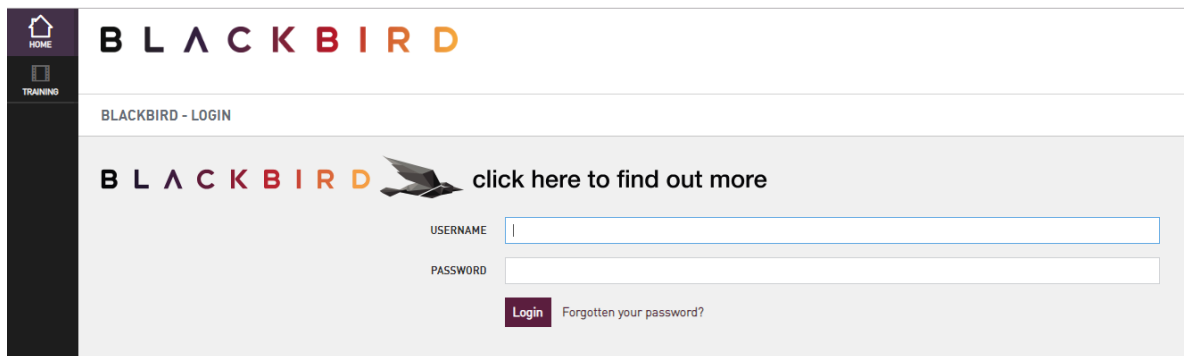 HOME
TRAINING
BLACKBIRD
BLACKBIRD - LOGIN
BLACKBIRD click here to find out more
USERNAME
PASSWORD
Login Forgotten your password?